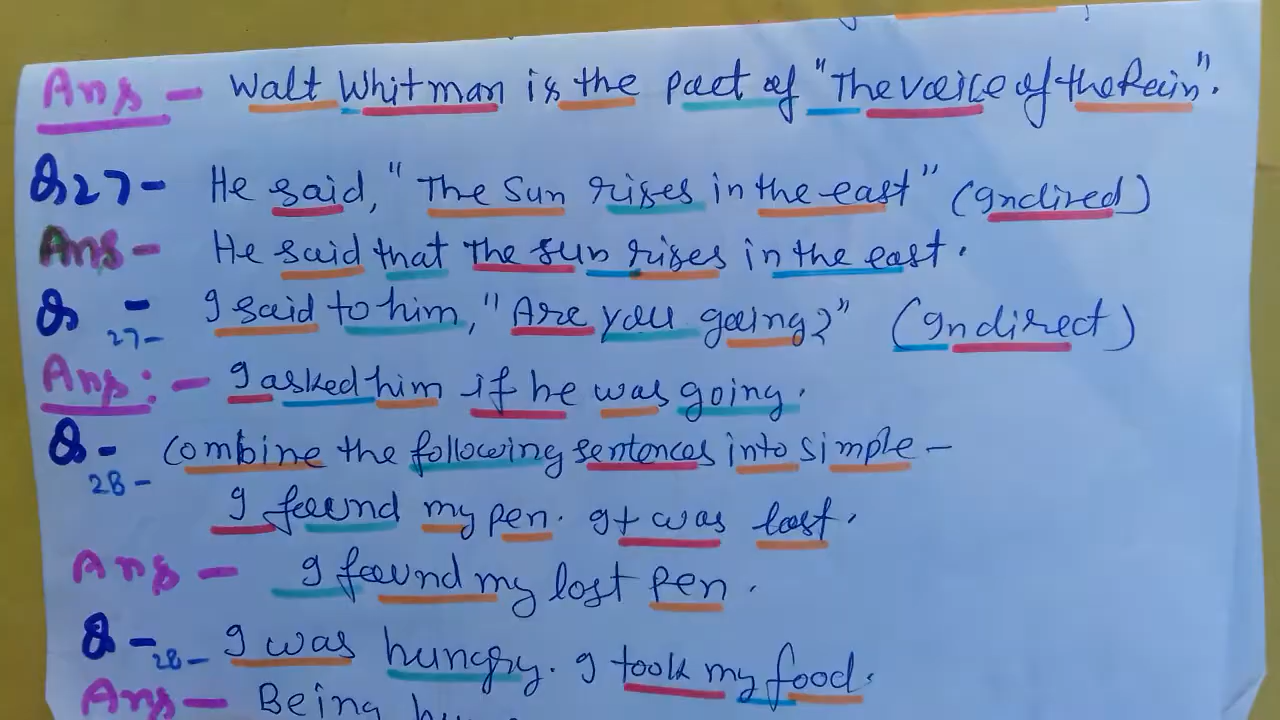 Ans - Walt Whitman is the poet of "The voice of the Rain".
Q27- He said, "The Sun rises in the east" (Indired)
Ans- He said that the sun rises in the east.
Q 27- I said to him, "Are you going?" (Indirect)
Ans:- I asked him if he was going.
Q-28- Combine the following sentences into simple-
I found my pen. It was lost.
Ans- I found my lost pen.
Q-28- I was hungry. I took my food.
Ans- Being